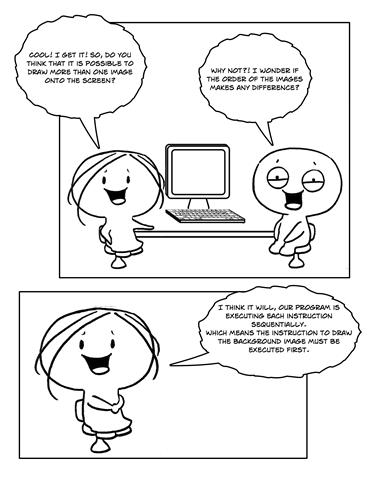 COOL! I GET IT! SO, DO YOU
THINK THAT IT IS POSSIBLE TO
DRAW MORE THAN ONE IMAGE
ONTO THE SCREEN?
WHY NOT?! I WONDER IF
THE ORDER OF THE IMAGES
MAKES ANY DIFFERENCE?
I THINK IT WILL, OUR PROGRAM IS
EXECUTING EACH INSTRUCTION
SEQUENTIALLY.
WHICH MEANS THE INSTRUCTION TO DRAW
THE BACKGROUND IMAGE MUST BE
EXECUTED FIRST.